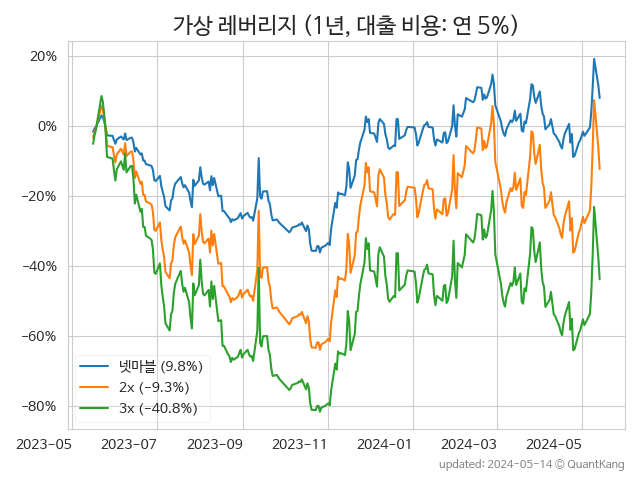 가상 레버리지 (1년, 대출 비용: 연 5%)
20%
0%
−20%
−40%
−60%
−80%
넷마블 (9.8%)
2x (−9.3%)
3x (−40.8%)
2023-05 2023-07 2023-09 2023-11 2024-01 2024-03 2024-05
updated: 2024-05-14 © QuantKang